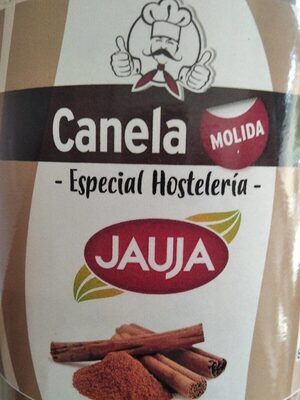 Canela
MOLIDA
- Especial Hostelería -
JAUJA